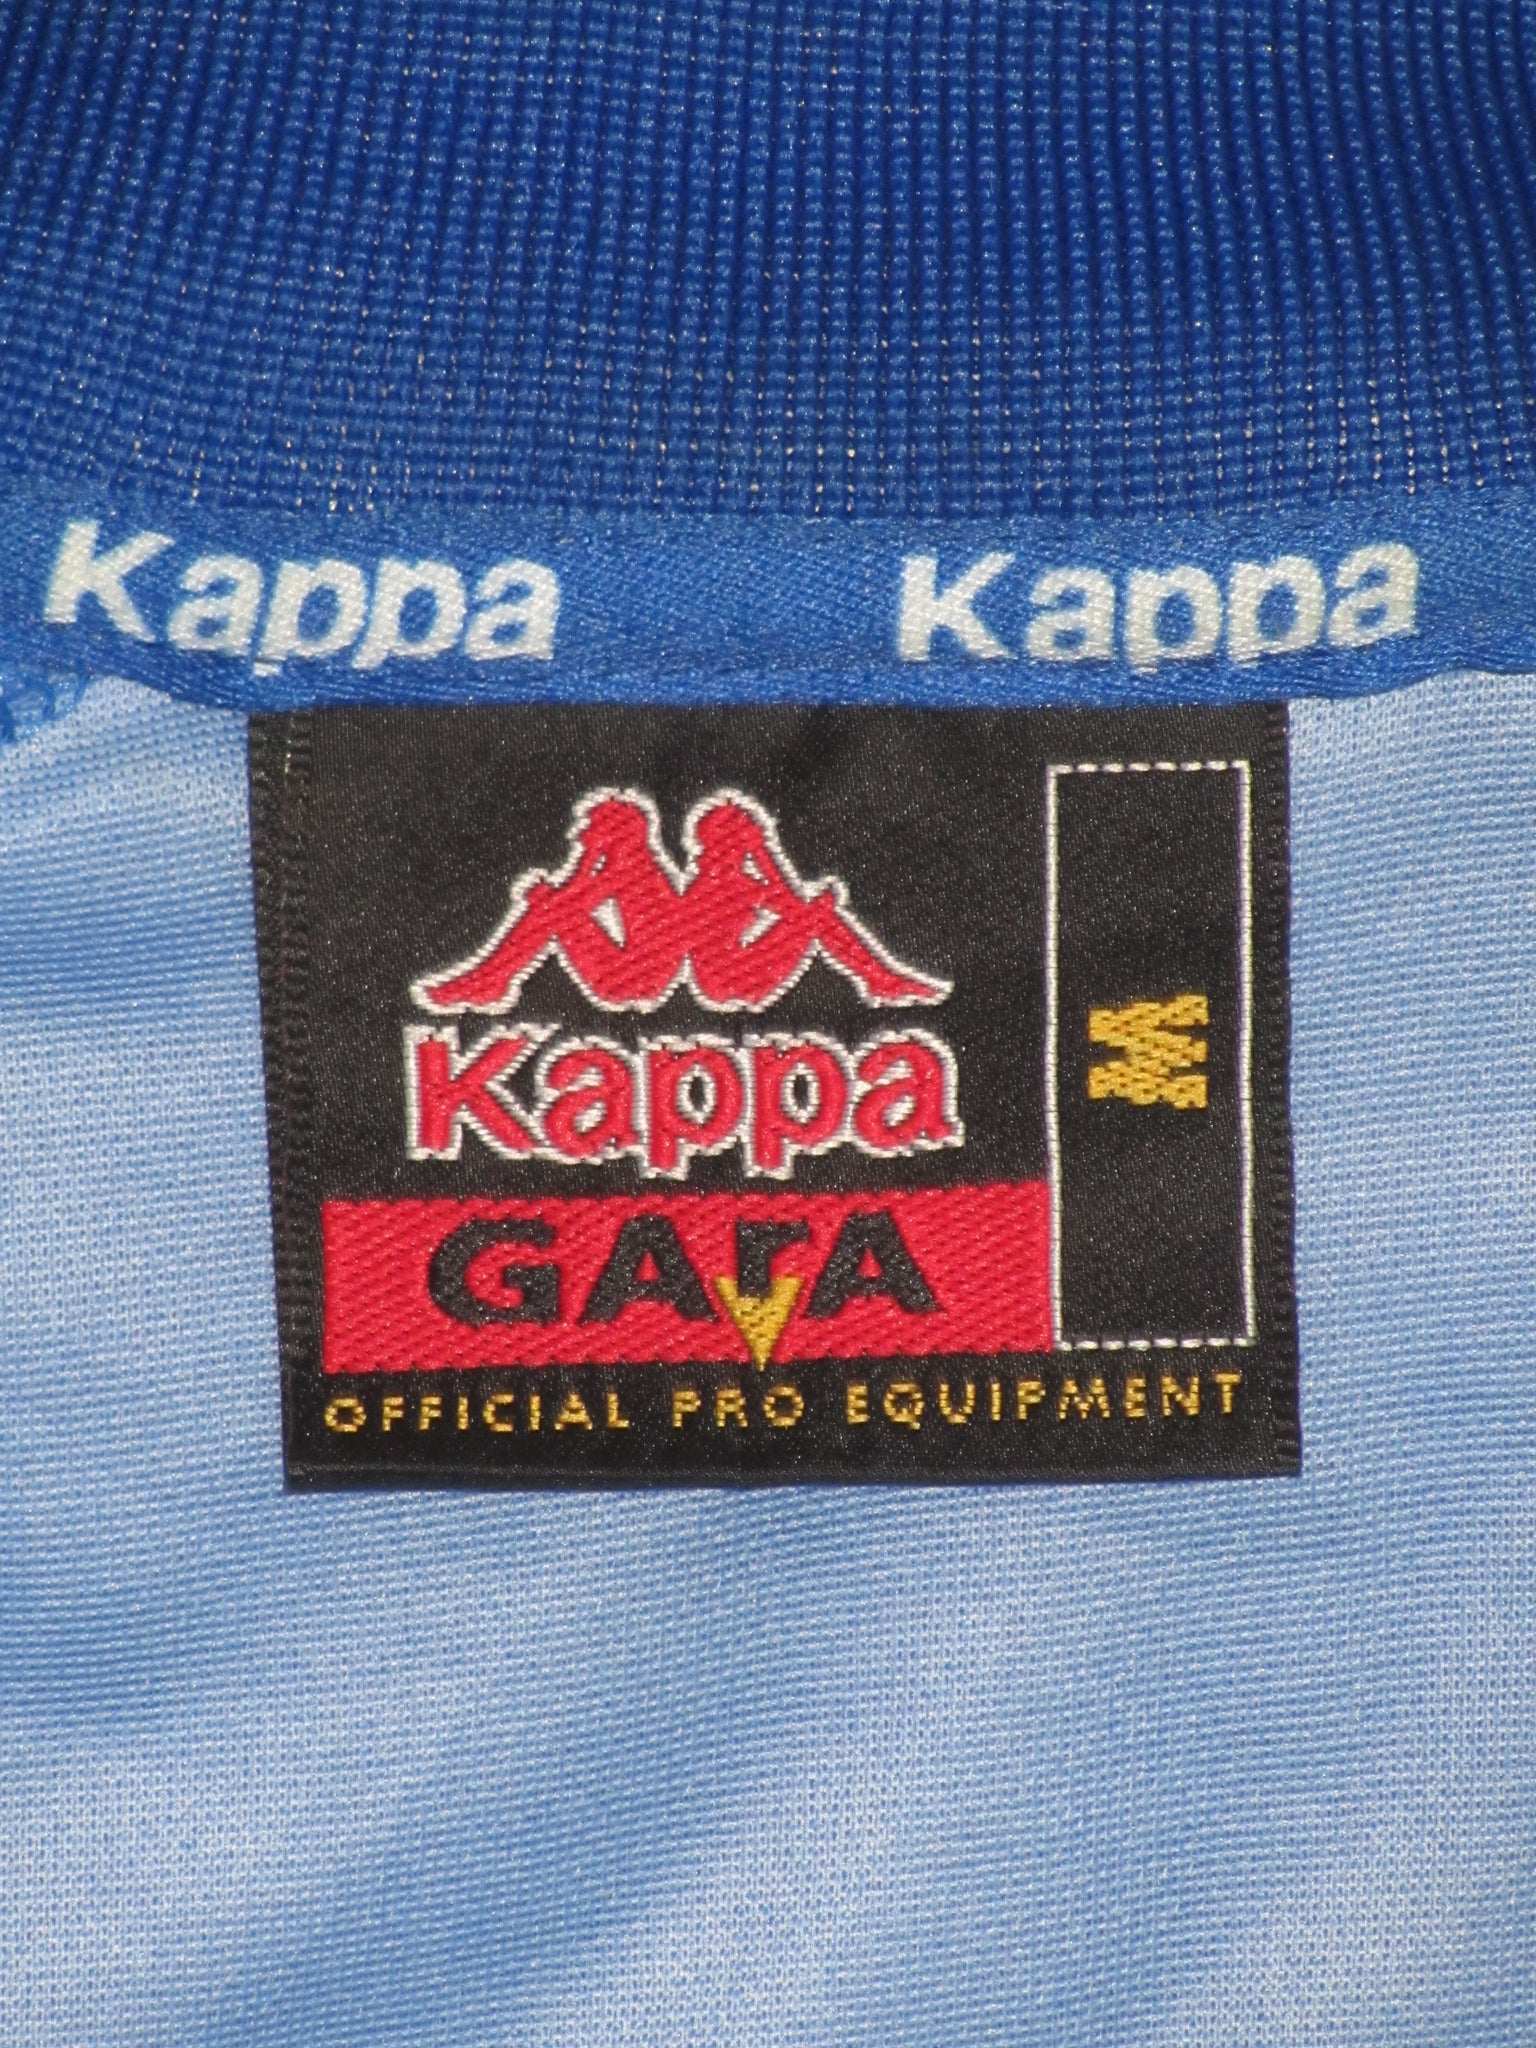 Kappa Kappa
Kappa
M
GArA
OFFICIAL PRO EQUIPMENT